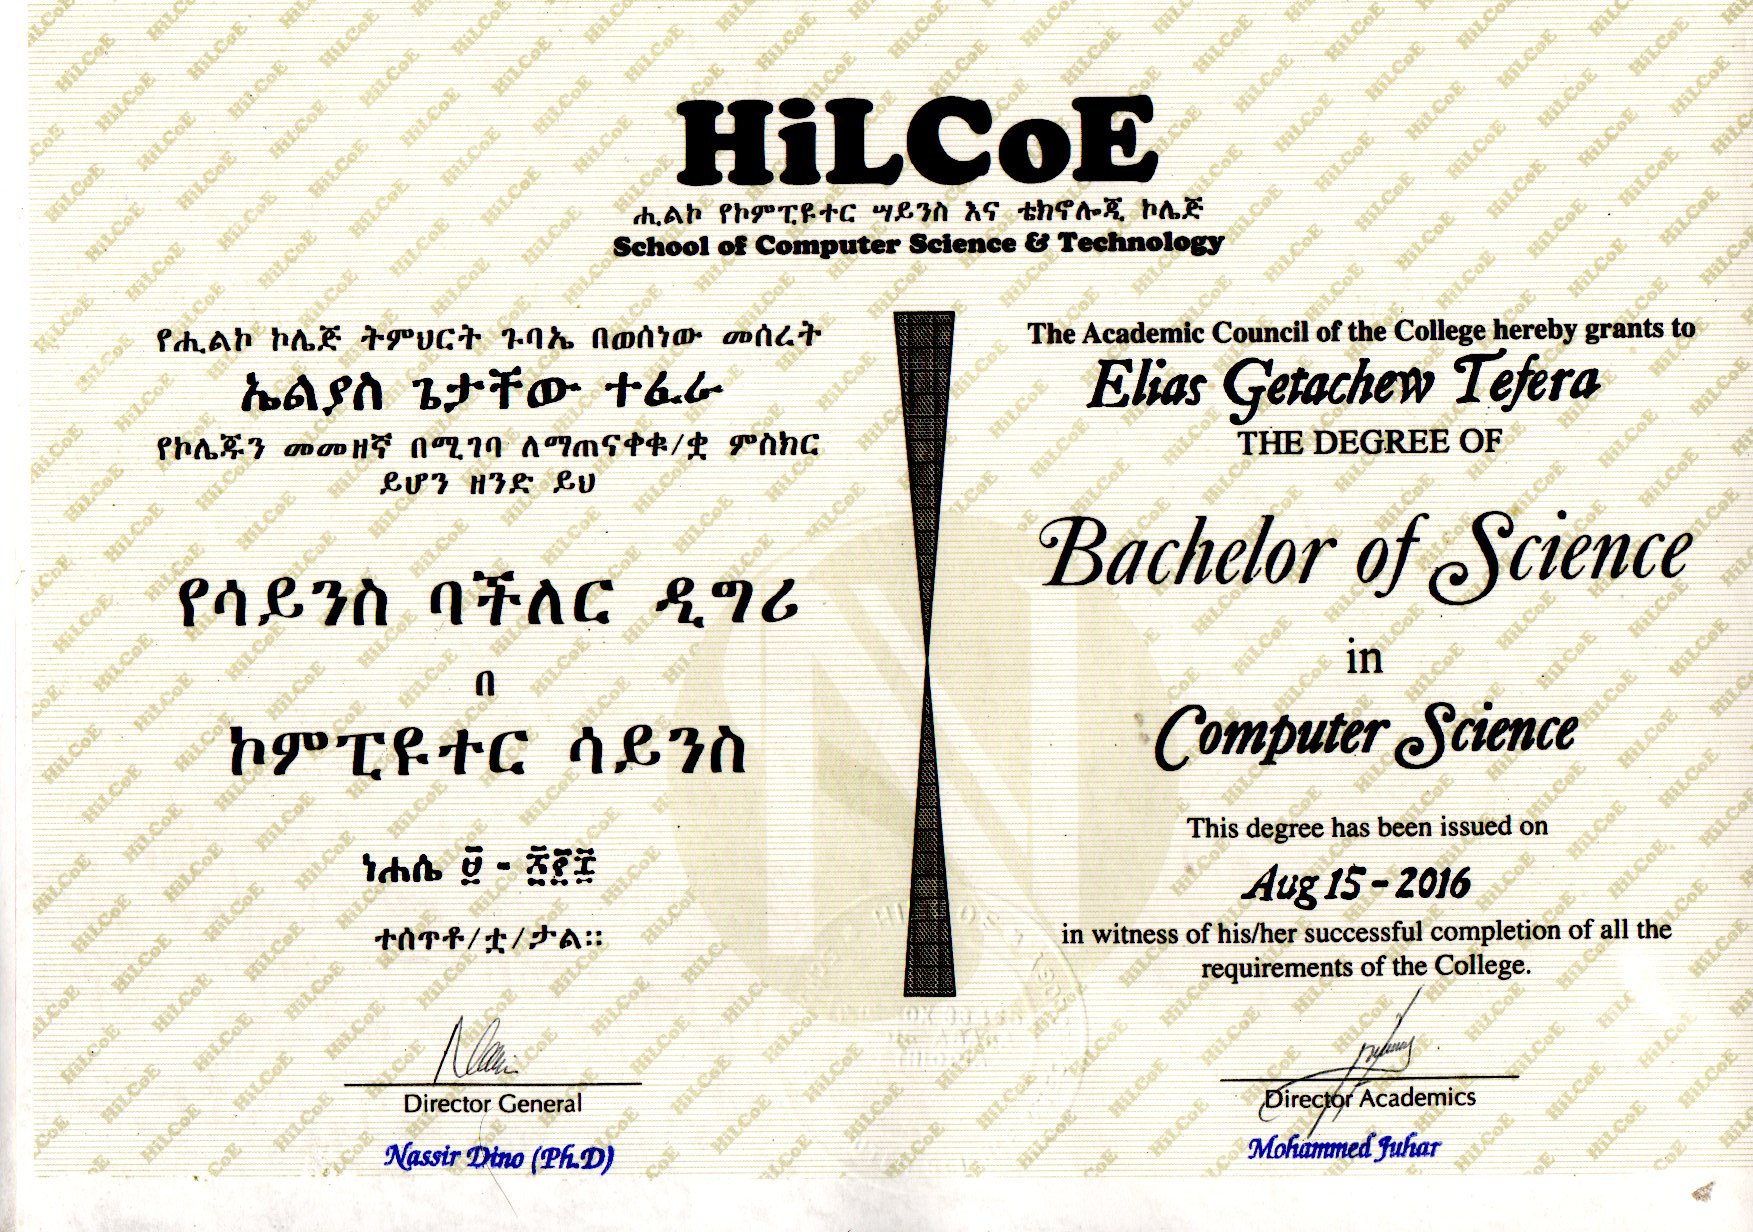 HiLCoE
ሒልኮ የኮምፒዩተር ሣይንስ እና ቴክኖሎጂ ኮሌጅ
School of Computer Science & Technology
የሒልኮ ኮሌጅ ትምህርት ጉባኤ በወሰነው መሰረት
ኤልያስ ጌታቸው ተፈራ
የኮሌጁን መመዘኛ በሚገባ ለማጠናቀቁ/ቋ ምስክር
ይሆን ዘንድ ይህ
የሳይንስ ባችለር ዲግሪ
በ
ኮምፒዩተር ሳይንስ
ነሐሴ ፱ - ፳፻፰
ተሰጥቶ/ቷ/ታል።
Director General
Nassir Dino (Ph.D)
The Academic Council of the College hereby grants to
Elias Getachew Tefera
THE DEGREE OF
Bachelor of Science
in
Computer Science
This degree has been issued on
Aug 15 - 2016
in witness of his/her successful completion of all the
requirements of the College.
Director Academics
Mohammed Juhar